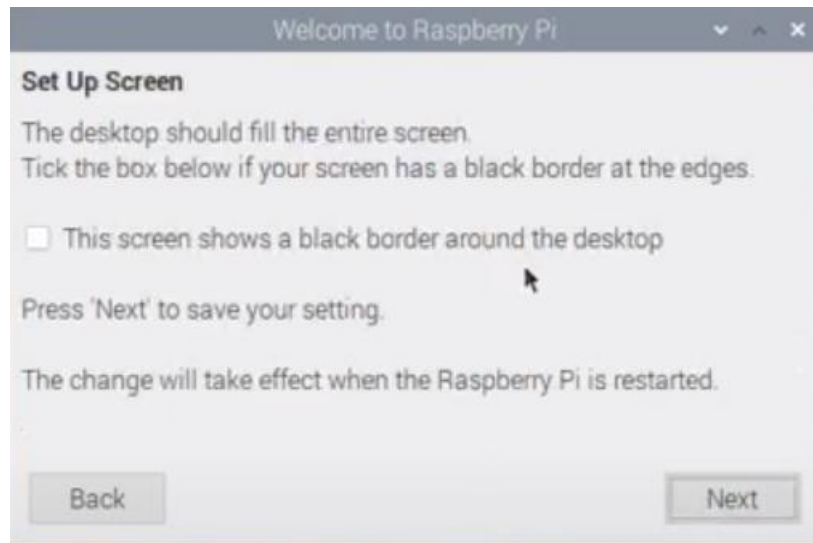 Welcome to Raspberry Pi
Set Up Screen
The desktop should fill the entire screen.
Tick the box below if your screen has a black border at the edges.
This screen shows a black border around the desktop
Press 'Next' to save your setting.
The change will take effect when the Raspberry Pi is restarted.
Back
Next